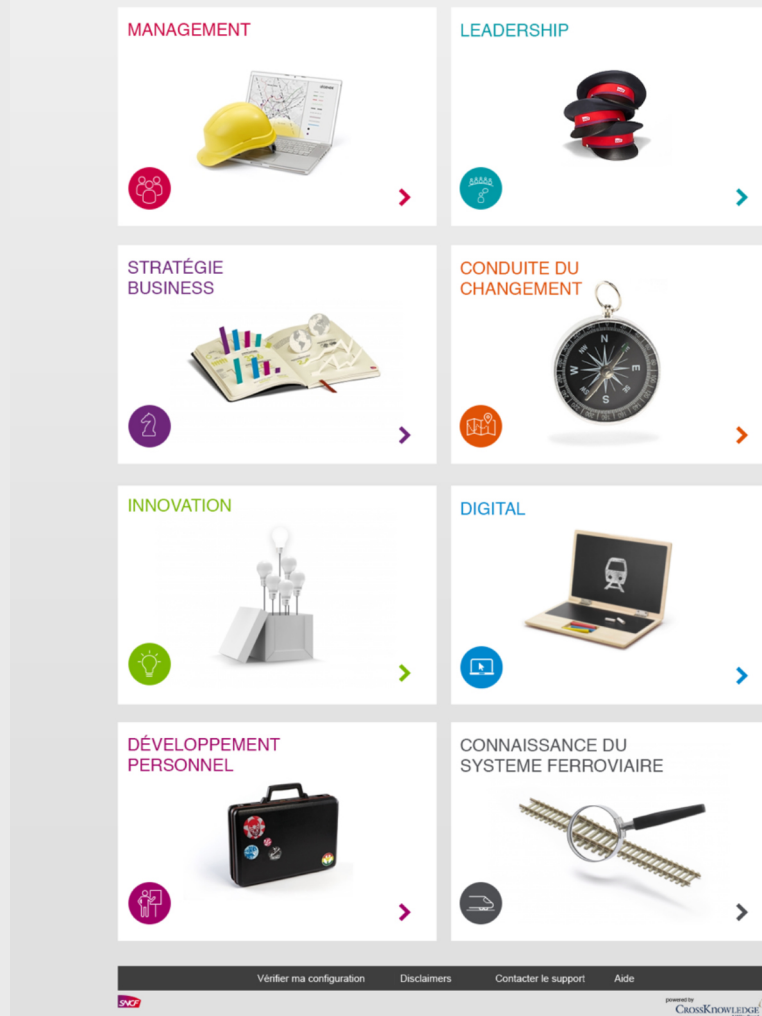 MANAGEMENT
LEADERSHIP
STRATÉGIE
BUSINESS
CONDUITE DU
CHANGEMENT
N
W
E
S
INNOVATION
DIGITAL
DÉVELOPPEMENT
PERSONNEL
CONNAISSANCE DU
SYSTEME FERROVIAIRE
Vérifier ma configuration Disclaimers Contacter le support Aide
SNCF
powered by
CROSSKNOWLEDGE